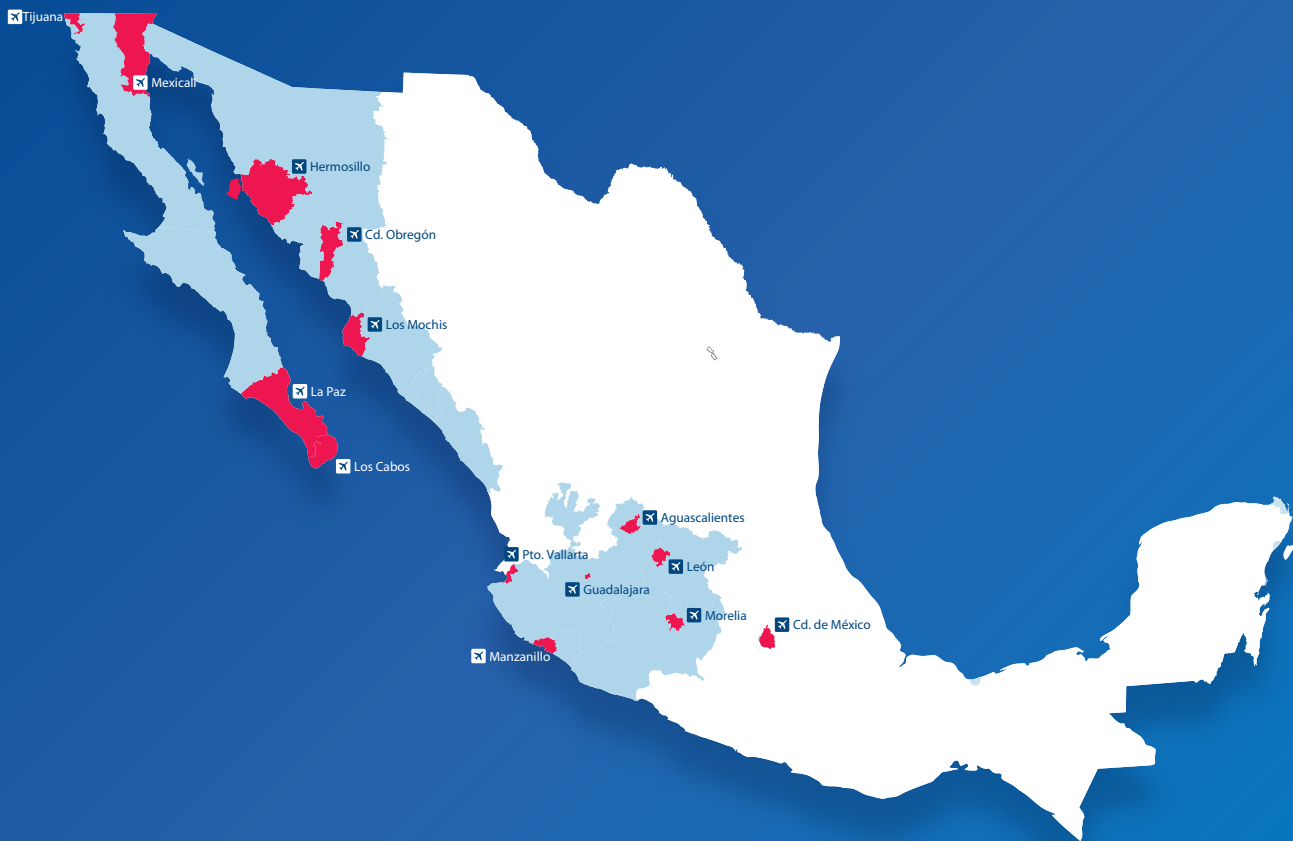 Tijuana
Mexicali
Hermosillo
Cd. Obregón
Los Mochis
La Paz
Los Cabos
Aguascalientes
Pto. Vallarta
León
Guadalajara
Morelia
Cd. de México
Manzanillo